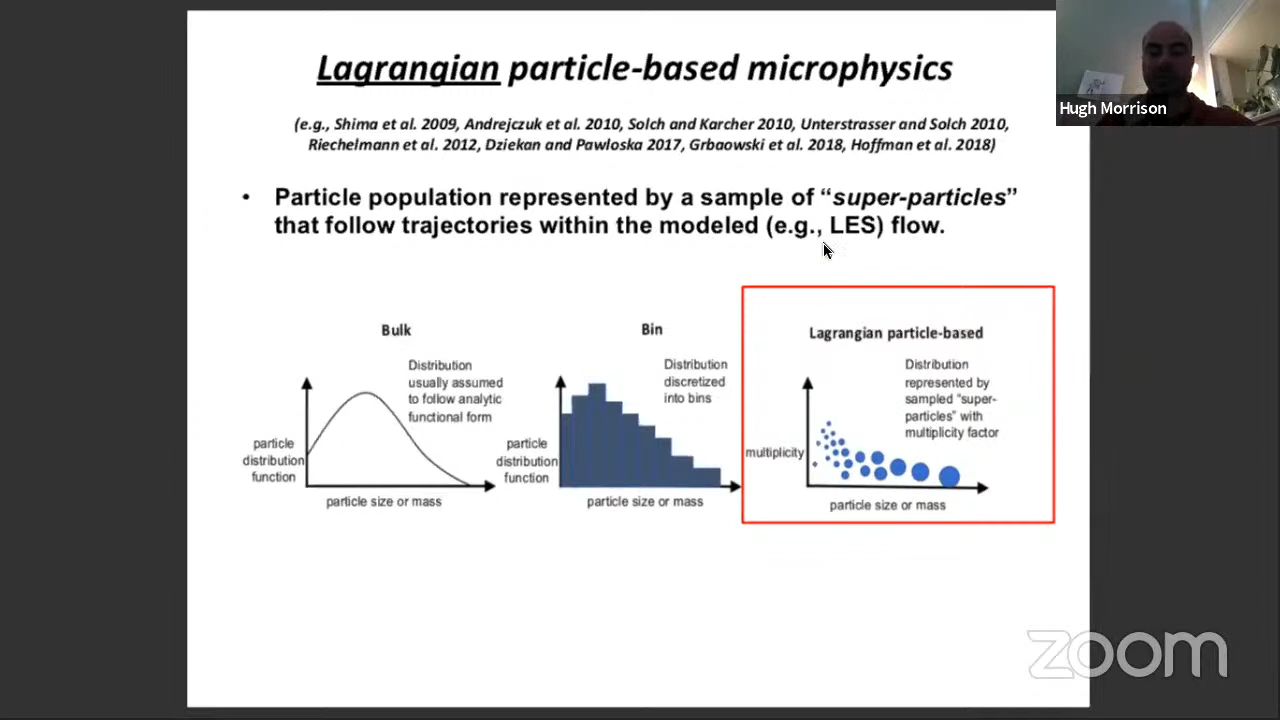 Lagrangian particle-based microphysics
(e.g., Shima et al. 2009, Andrejczuk et al. 2010, Solch and Karcher 2010, Unterstrasser and Solch 2010,
Riechelmann et al. 2012, Dziekan and Pawloska 2017, Grbaowski et al. 2018, Hoffman et al. 2018)
• Particle population represented by a sample of “super-particles”
that follow trajectories within the modeled (e.g., LES) flow.
Bulk
Distribution
usually assumed
to follow analytic
functional form
particle
distribution
function
particle size or mass
Bin
Distribution
discretized
into bins
particle
distribution
function
particle size or mass
Lagrangian particle-based
Distribution
represented by
sampled “super-
particles” with
multiplicity factor
multiplicity
particle size or mass
Hugh Morrison
zoom